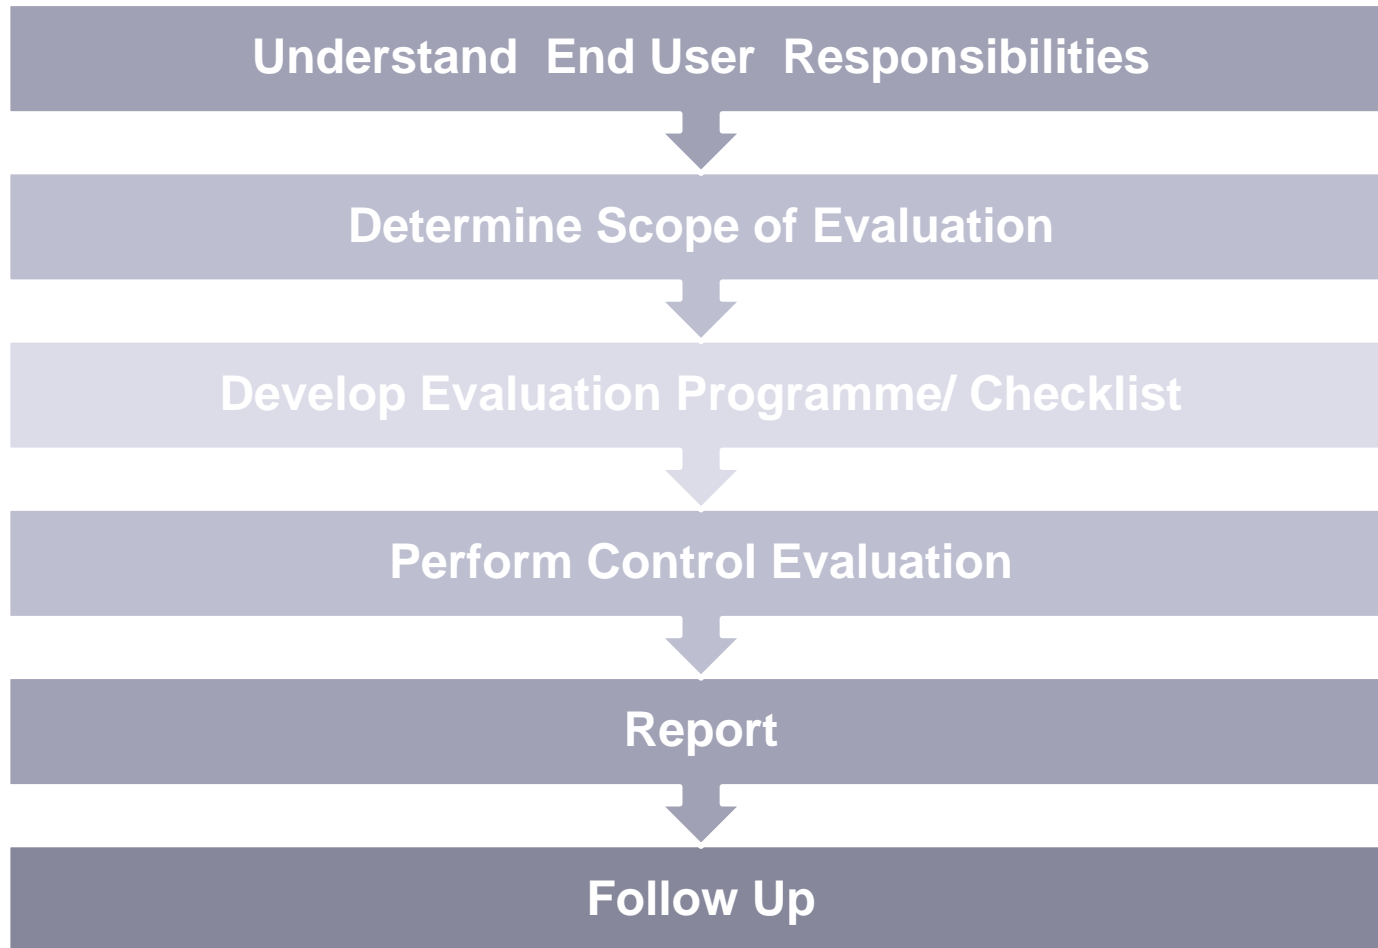 Understand  End User  Responsibilities
Determine Scope of Evaluation
Develop Evaluation Programme/ Checklist
Perform Control Evaluation
Report
Follow Up